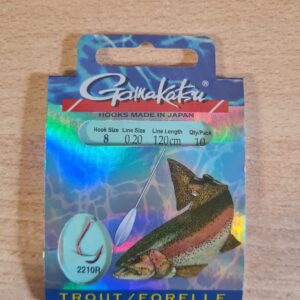 Gamakatsu
HOOKS MADE IN JAPAN
Hook Size Line Size Line Length Qty/Pack
8 0.20 120cm 10
2210R
TROUT/FORELLE